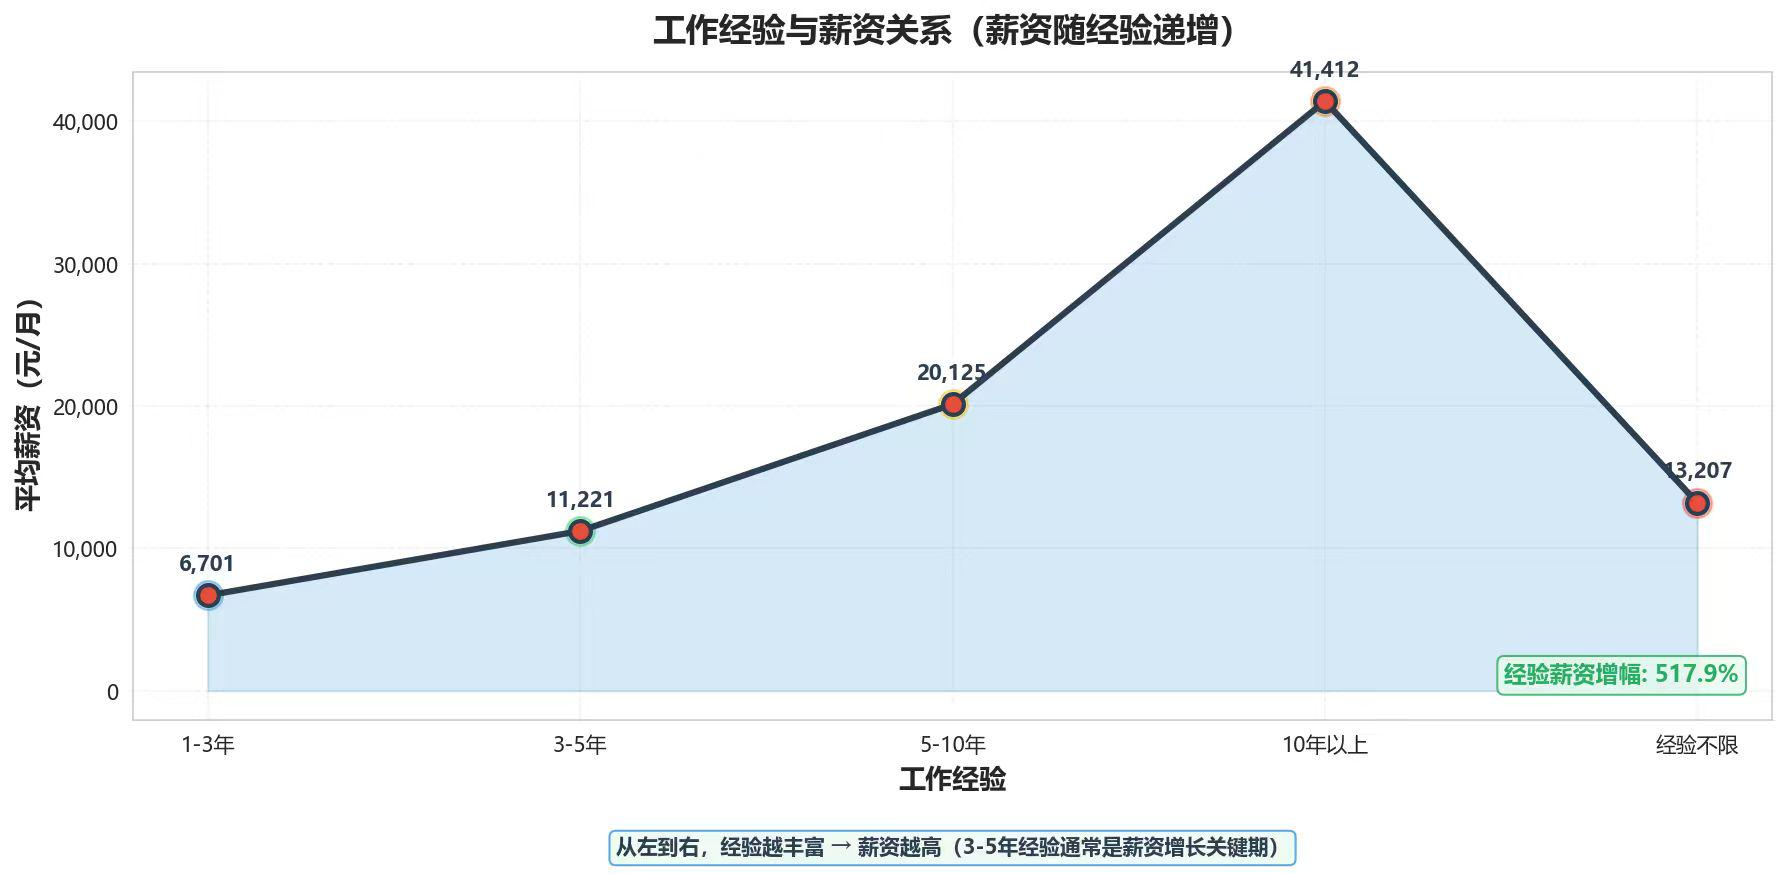 工作经验与薪资关系（薪资随经验递增）
41,412
40,000
30,000
平均薪资（元/月）
20,125
20,000
13,207
11,221
10,000
6,701
经验薪资增幅: 517.9%
0
1-3年
3-5年
5-10年
10年以上
经验不限
工作经验
从左到右，经验越丰富 → 薪资越高（3-5年经验通常是薪资增长关键期）